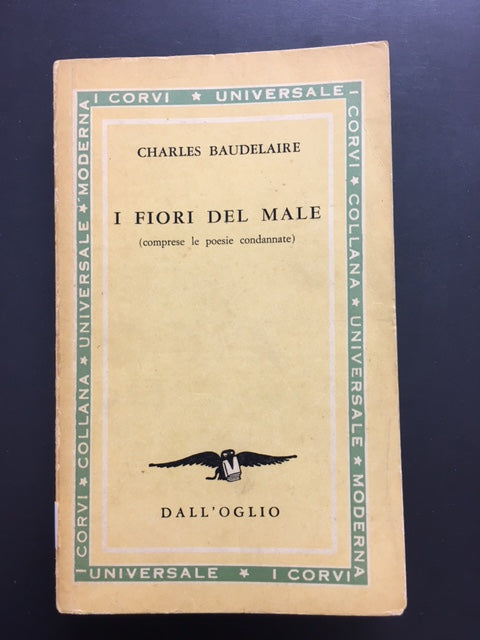 I CORVI ★ UNIVERSALE
I CORVI ★ COLLANA ★ UNIVERSALE ★ MODERNA
I CORVI ★ COLLANA ★ UNIVERSALE ★ MODERNA
CHARLES BAUDELAIRE
I FIORI DEL MALE
(comprese le poesie condannate)
DALL'OGLIO
UNIVERSALE ★ I CORVI